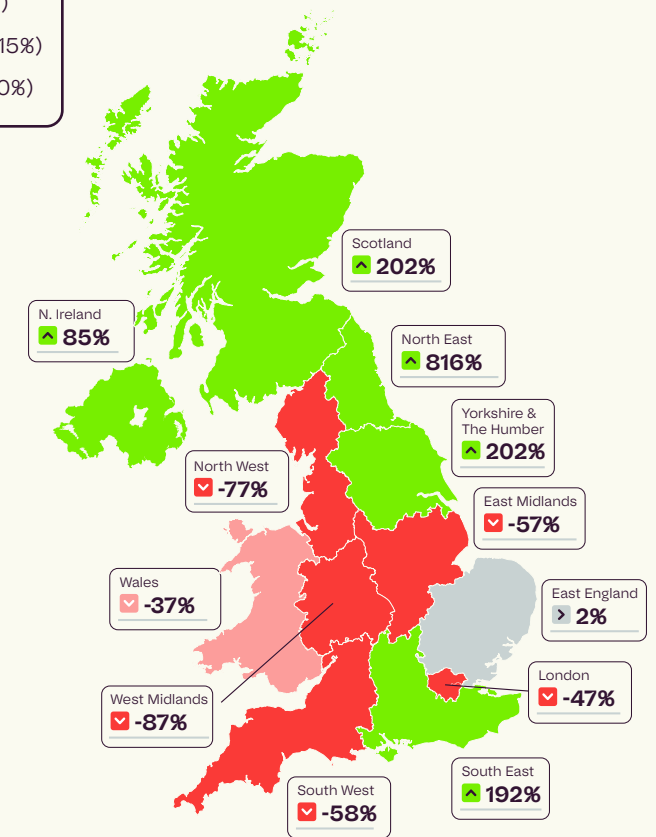 )
15%)
0%)
Scotland
202%
N. Ireland
85%
North East
816%
Yorkshire &
The Humber
202%
North West
-77%
East Midlands
-57%
Wales
-37%
East England
2%
London
-47%
West Midlands
-87%
South East
192%
South West
-58%